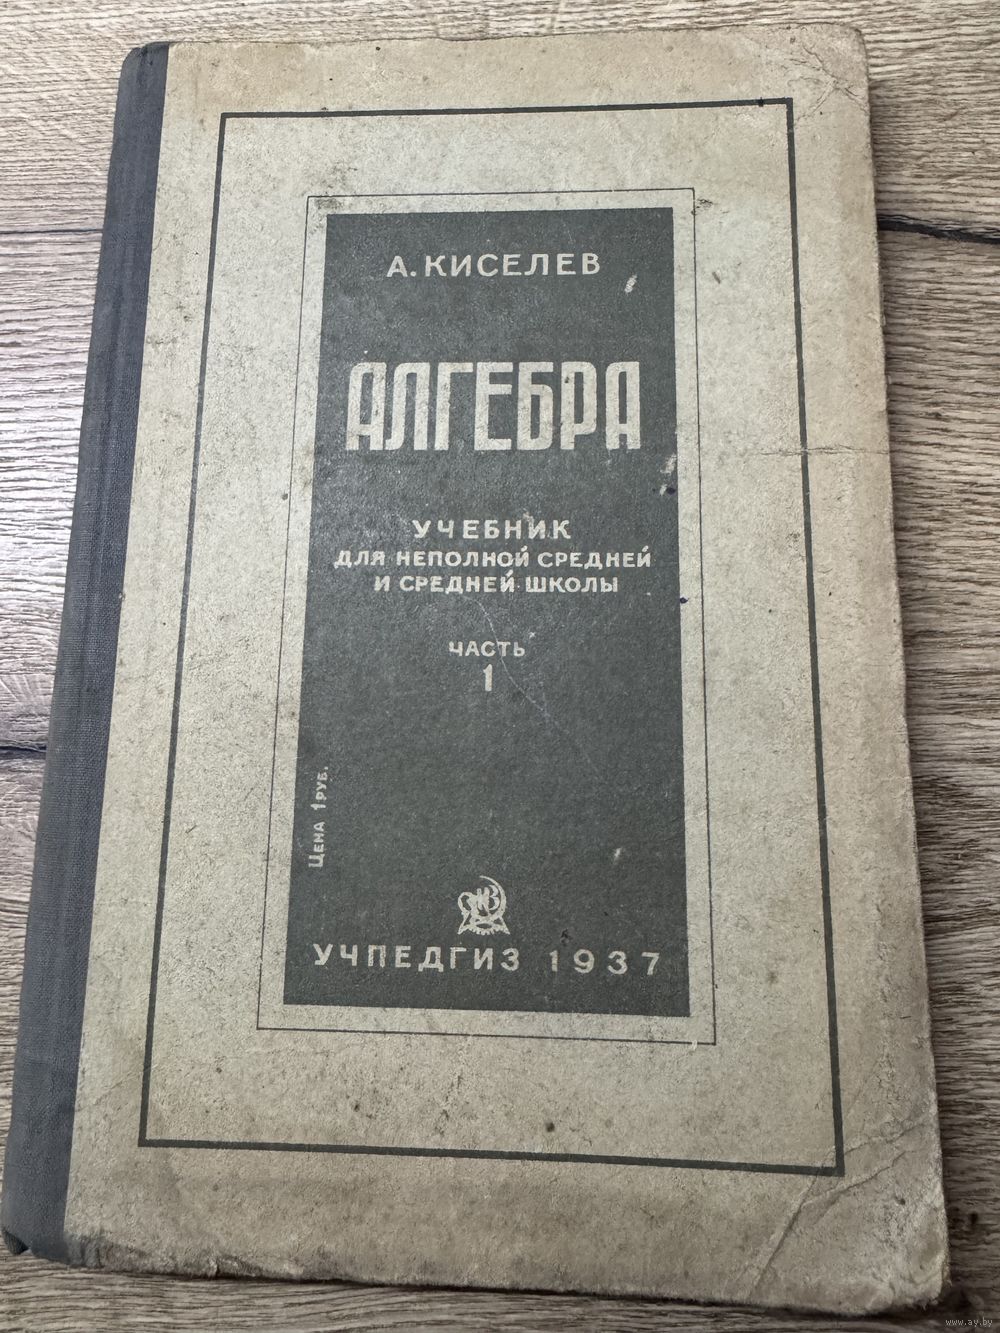 А. КИСЕЛЕВ
АЛГЕБРА
УЧЕБНИК
ДЛЯ НЕПОЛНОЙ СРЕДНЕЙ
И СРЕДНЕЙ ШКОЛЫ
ЧАСТЬ
1
ЦЕНА 1 РУБ.
УЧПЕДГИЗ 1937
www.ay.by